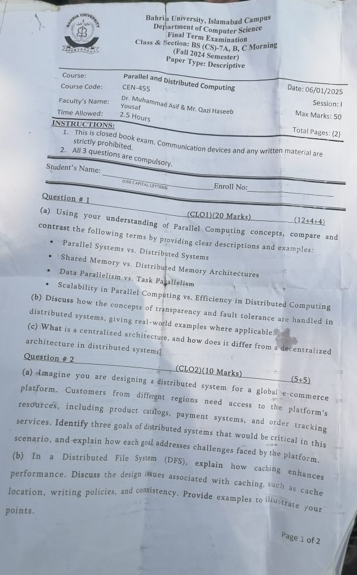 Bahria University, Islamabad Campus
Department of Computer Science
Final Term Examination
Class & Section: BS (CS)-7A, B, C Morning
(Fall 2024 Semester)
Paper Type: Descriptive
Course: Parallel and Distributed Computing Date: 06/01/2025
Course Code: CEN-455 Session: I
Faculty's Name: Dr. Muhammad Asif & Mr. Qazi Haseeb Yousaf Max Marks: 50
Time Allowed: 2.5 Hours Total Pages: (2)
INSTRUCTIONS:
1. This is closed book exam. Communication devices and any written material are
strictly prohibited.
2. All 3 questions are compulsory.
Student's Name: Enroll No:
(USE CAPITAL LETTERS)
Question # 1 (CLO1)(20 Marks) (12+4+4)
(a) Using your understanding of Parallel Computing concepts, compare and
contrast the following terms by providing clear descriptions and examples:
• Parallel Systems vs. Distributed Systems
• Shared Memory vs. Distributed Memory Architectures
• Data Parallelism vs. Task Parallelism
• Scalability in Parallel Computing vs. Efficiency in Distributed Computing
(b) Discuss how the concepts of transparency and fault tolerance are handled in
distributed systems, giving real-world examples where applicable.
(c) What is a centralized architecture, and how does it differ from a decentralized
architecture in distributed systems
Question # 2 (CLO2)(10 Marks) (5+5)
(a) Imagine you are designing a distributed system for a global e-commerce
platform. Customers from different regions need access to the platform's
resources, including product catalogs, payment systems, and order tracking
services. Identify three goals of distributed systems that would be critical in this
scenario, and explain how each goal addresses challenges faced by the platform.
(b) In a Distributed File System (DFS), explain how caching enhances
performance. Discuss the design issues associated with caching, such as cache
location, writing policies, and consistency. Provide examples to illustrate your
points.
Page 1 of 2